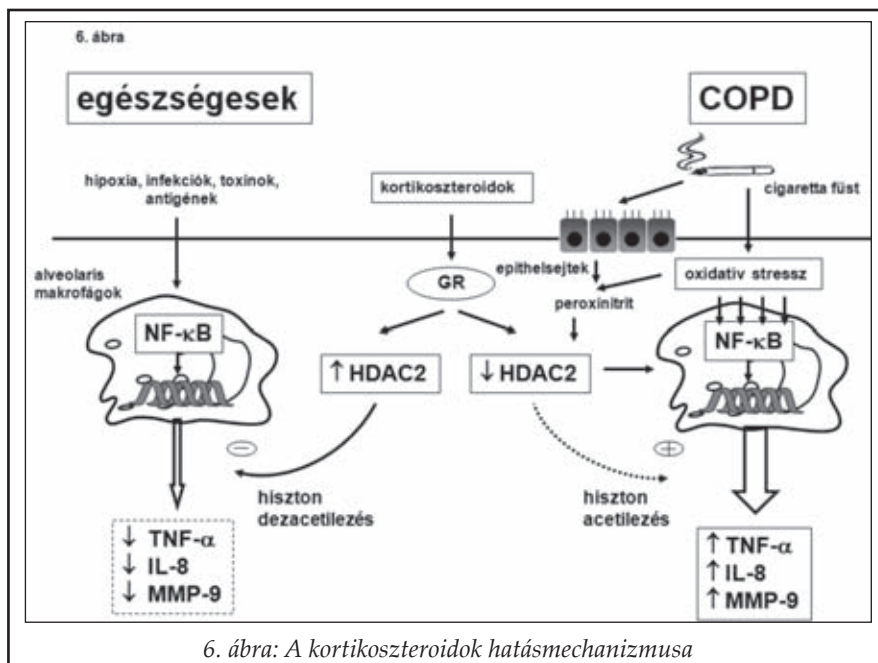 6. ábra
egészségesek
COPD
hipoxia, infekciók, toxinok,
antigének
kortikoszteroidok
cigaretta füst
alveolaris
makrofágok
GR
epithelsejtek
peroxinitrit
oxidatív stressz
NF-κB
NF-κB
↑ HDAC2
↓ HDAC2
−
+
hiszton
dezacetilezés
hiszton
acetilezés
↓ TNF-α
↓ IL-8
↓ MMP-9
↑ TNF-α
↑ IL-8
↑ MMP-9
6. ábra: A kortikoszteroidok hatásmechanizmusa